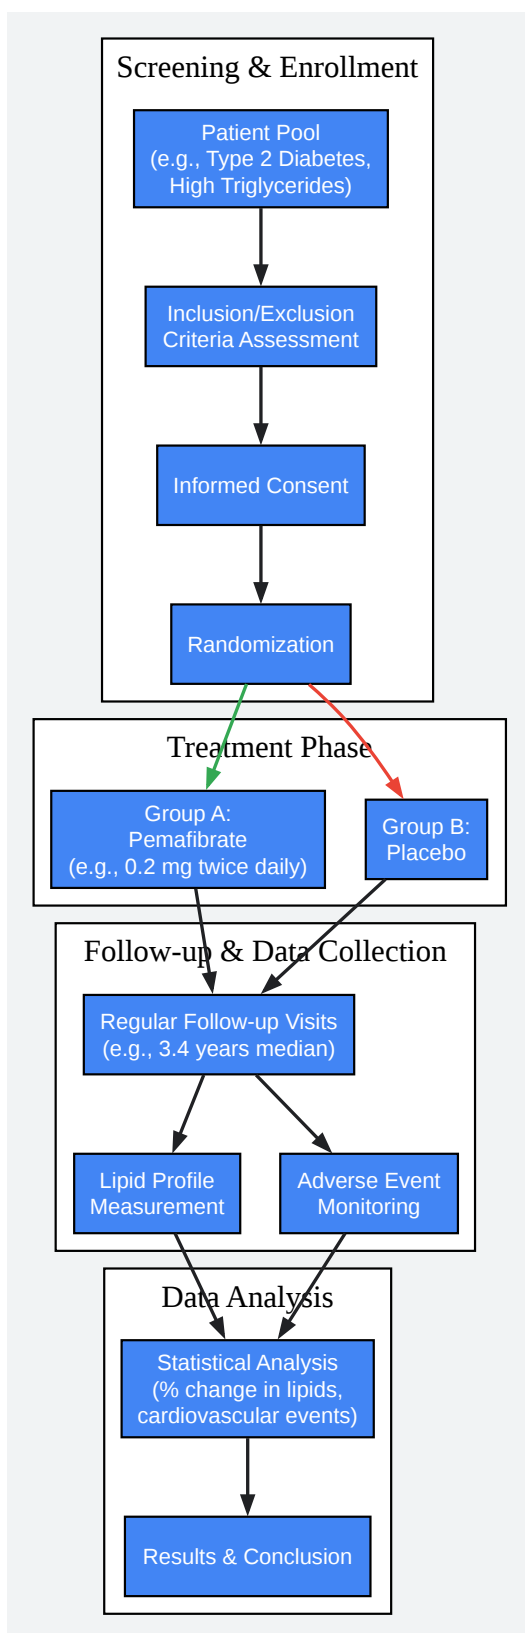 Screening & Enrollment
Patient Pool
(e.g., Type 2 Diabetes,
High Triglycerides)
Inclusion/Exclusion
Criteria Assessment
Informed Consent
Randomization
Treatment Phase
Group A:
Pemafibrate
(e.g., 0.2 mg twice daily)
Group B:
Placebo
Follow-up & Data Collection
Regular Follow-up Visits
(e.g., 3.4 years median)
Lipid Profile
Measurement
Adverse Event
Monitoring
Data Analysis
Statistical Analysis
(% change in lipids,
cardiovascular events)
Results & Conclusion